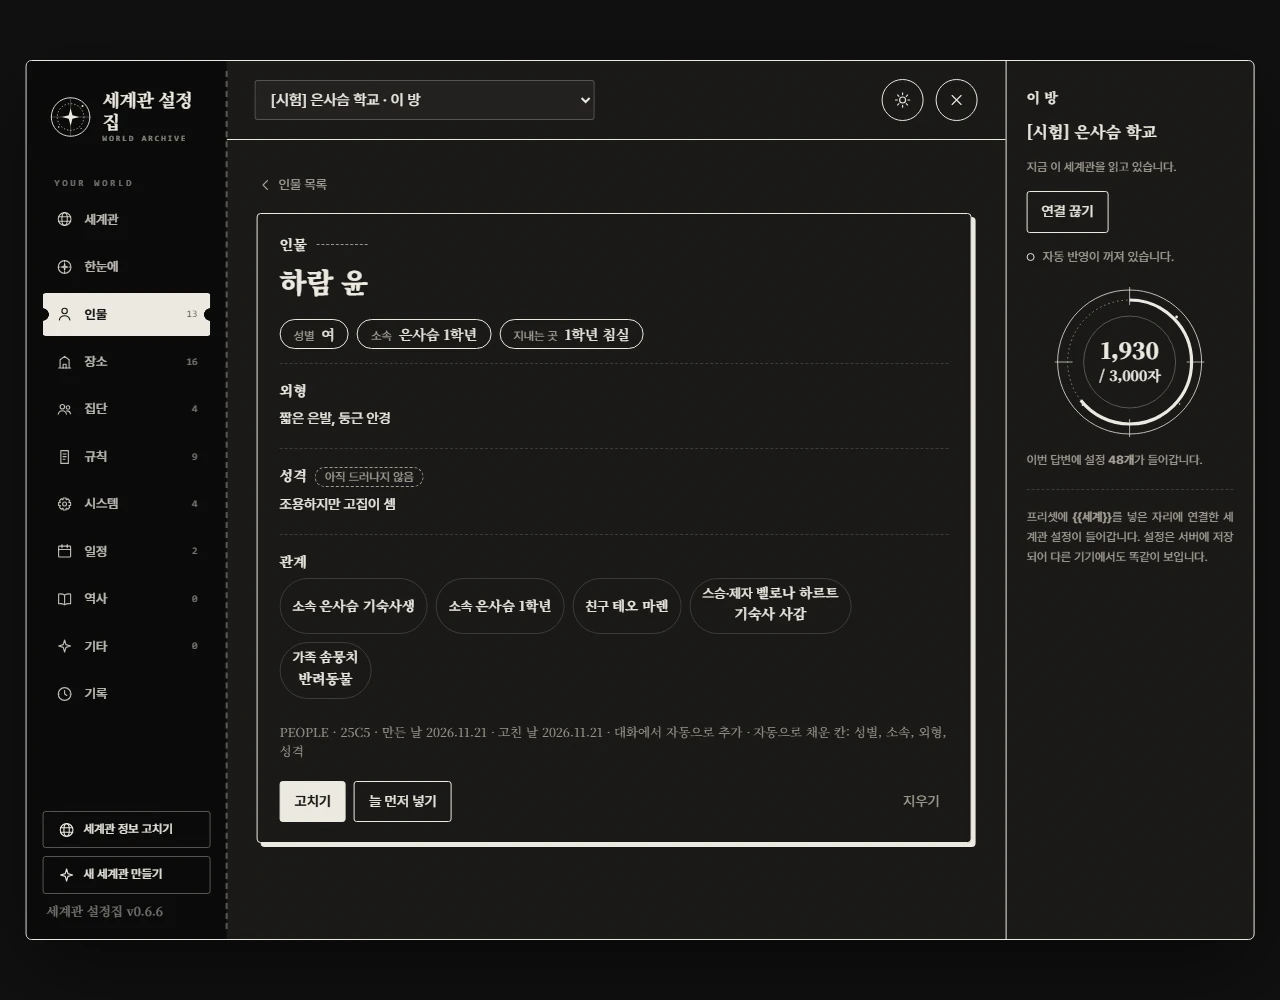 세계관 설정
집
WORLD ARCHIVE
YOUR WORLD
세계관
한눈에
인물 13
장소 16
집단 4
규칙 9
시스템 4
일정 2
역사 0
기타 0
기록
세계관 정보 고치기
새 세계관 만들기
세계관 설정집 v0.6.6
[시험] 은사슴 학교 · 이 방
인물 목록
인물
하람 윤
성별 여 소속 은사슴 1학년 지내는 곳 1학년 침실
외형
짧은 은발, 둥근 안경
성격 아직 드러나지 않음
조용하지만 고집이 셈
관계
소속 은사슴 기숙사생 소속 은사슴 1학년 친구 테오 마렌 스승·제자 벨로나 하르트
기숙사 사감
가족 솜뭉치
반려동물
PEOPLE · 25C5 · 만든 날 2026.11.21 · 고친 날 2026.11.21 · 대화에서 자동으로 추가 · 자동으로 채운 칸: 성별, 소속, 외형,
성격
고치기 늘 먼저 넣기 지우기
이 방
[시험] 은사슴 학교
지금 이 세계관을 읽고 있습니다.
연결 끊기
자동 반영이 꺼져 있습니다.
1,930
/ 3,000자
이번 답변에 설정 48개가 들어갑니다.
프리셋에 {{세계}}를 넣은 자리에 연결한 세
계관 설정이 들어갑니다. 설정은 서버에 저장
되어 다른 기기에서도 똑같이 보입니다.